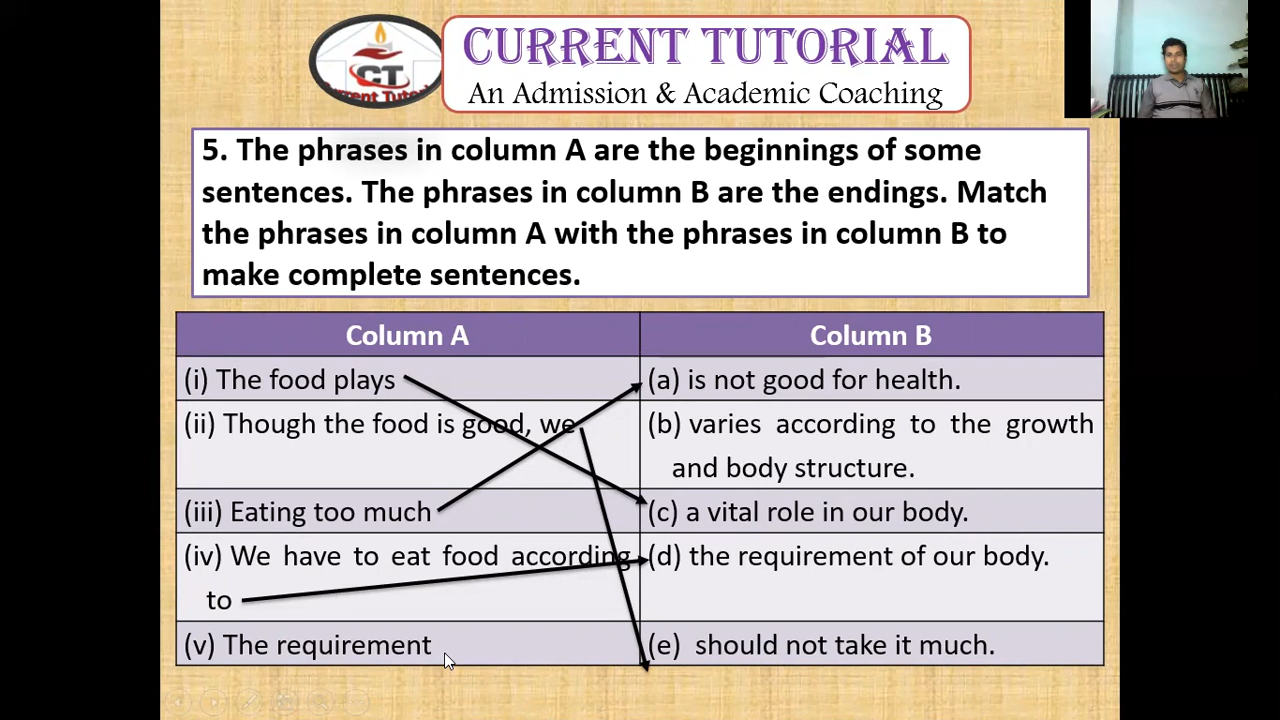 CT
Current Tutorial
CURRENT TUTORIAL
An Admission & Academic Coaching
5. The phrases in column A are the beginnings of some
sentences. The phrases in column B are the endings. Match
the phrases in column A with the phrases in column B to
make complete sentences.
Column A
Column B
(i) The food plays
(a) is not good for health.
(ii) Though the food is good, we
(b) varies according to the growth
and body structure.
(iii) Eating too much
(c) a vital role in our body.
(iv) We have to eat food according
to
(d) the requirement of our body.
(v) The requirement
(e) should not take it much.